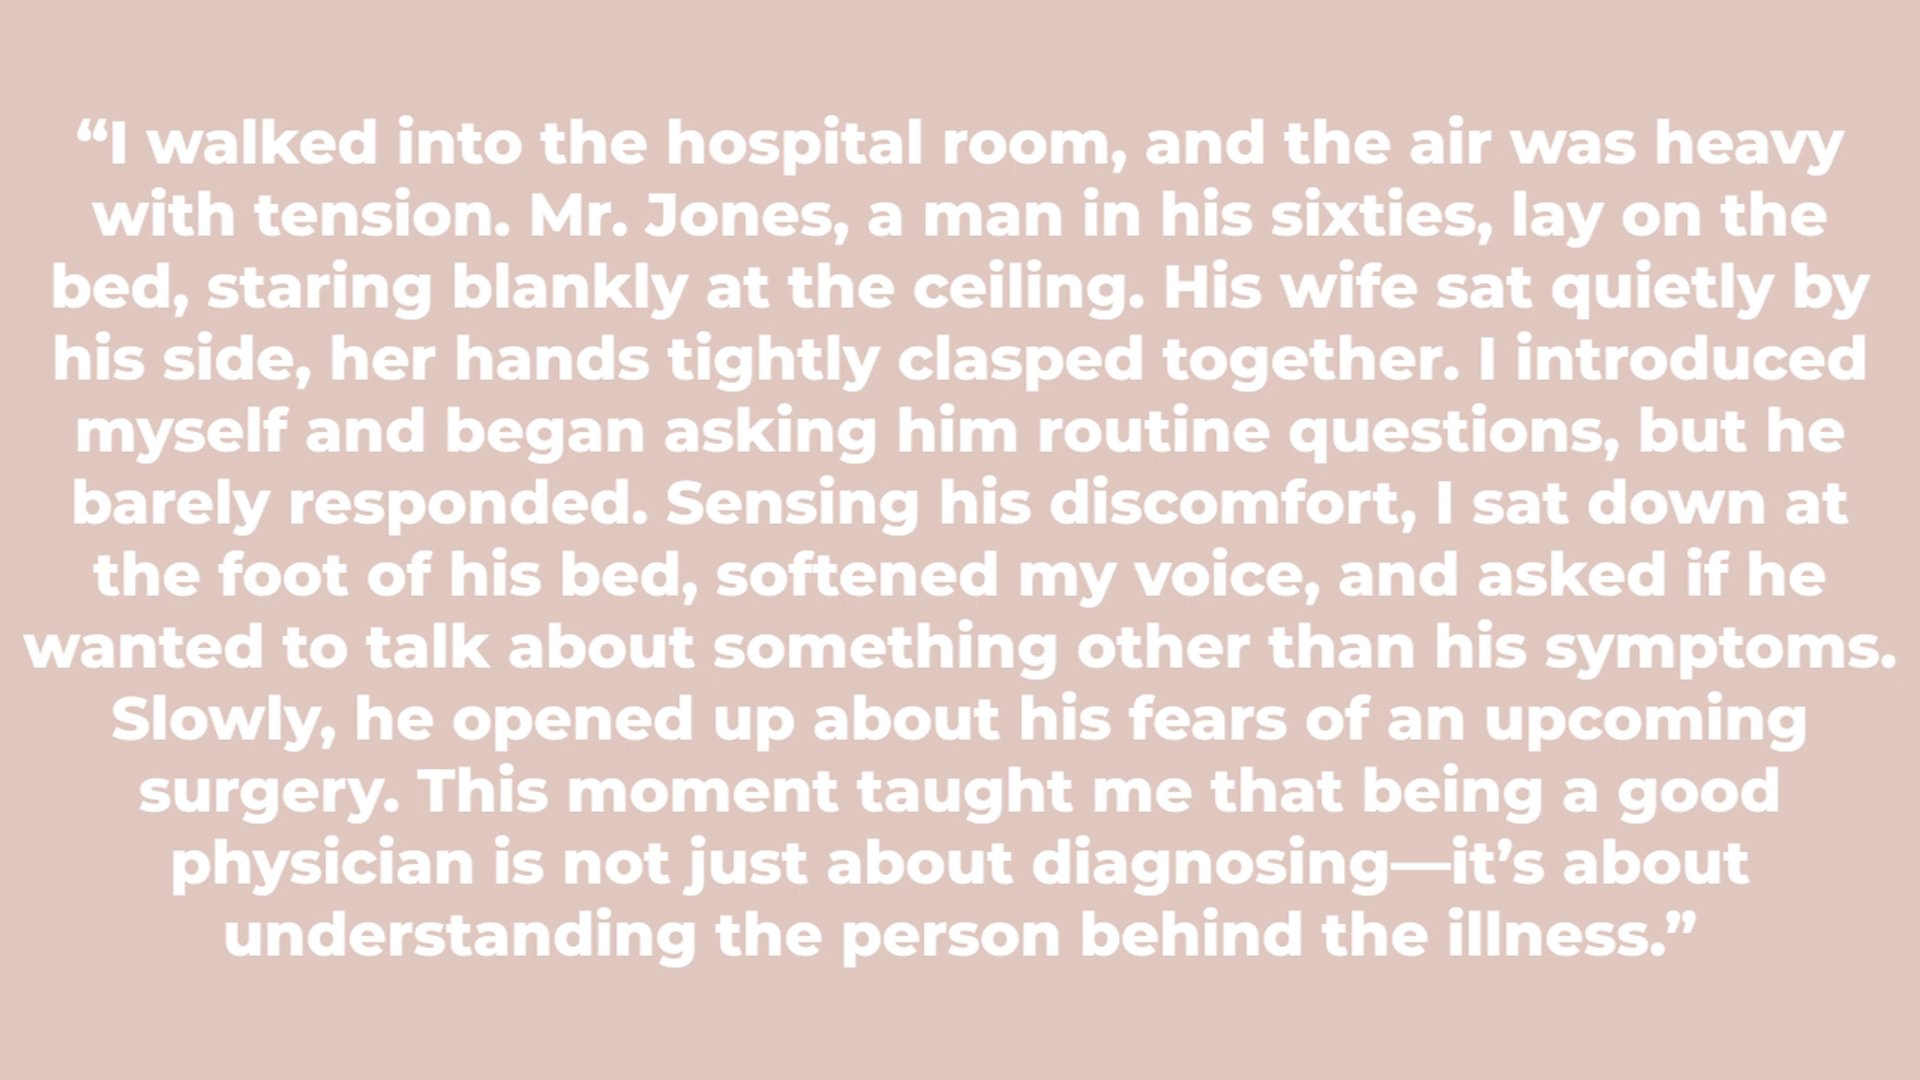 “I walked into the hospital room, and the air was heavy
with tension. Mr. Jones, a man in his sixties, lay on the
bed, staring blankly at the ceiling. His wife sat quietly by
his side, her hands tightly clasped together. I introduced
myself and began asking him routine questions, but he
barely responded. Sensing his discomfort, I sat down at
the foot of his bed, softened my voice, and asked if he
wanted to talk about something other than his symptoms.
Slowly, he opened up about his fears of an upcoming
surgery. This moment taught me that being a good
physician is not just about diagnosing—it’s about
understanding the person behind the illness.”